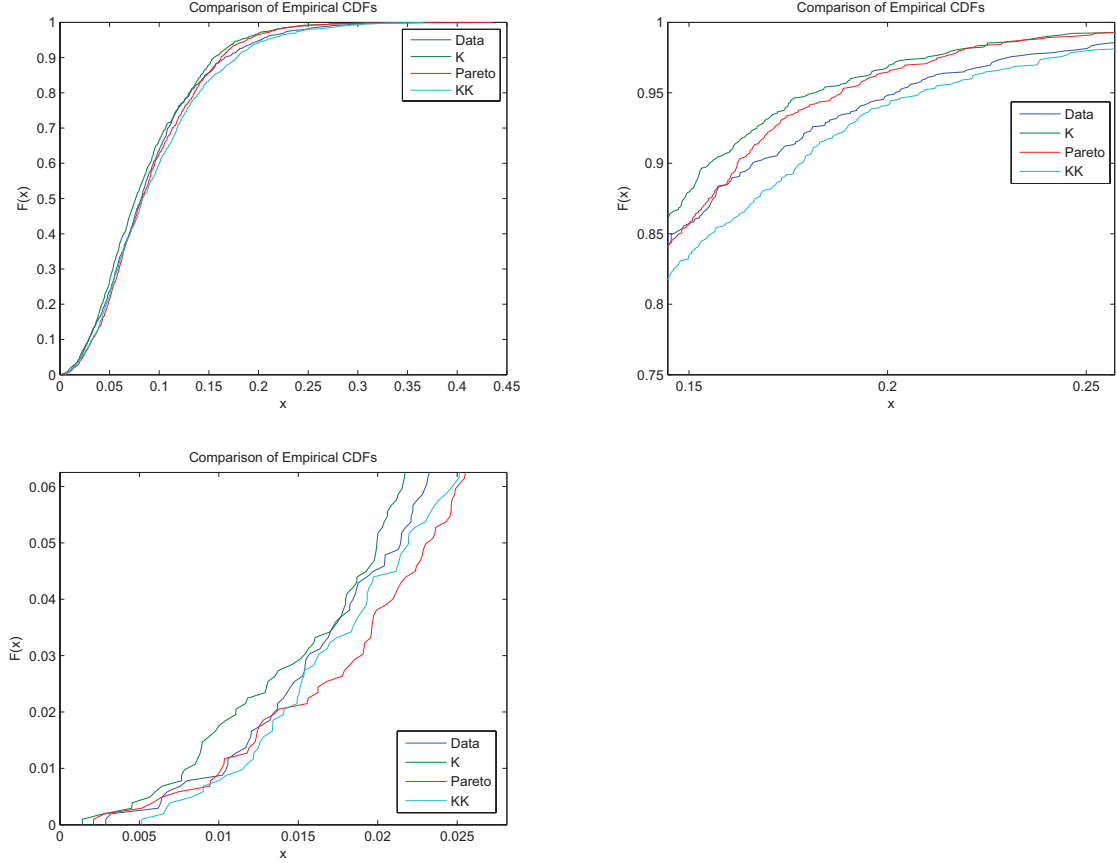 Comparison of Empirical CDFs
F(x)
1
0.9
0.8
0.7
0.6
0.5
0.4
0.3
0.2
0.1
0
0 0.05 0.1 0.15 0.2 0.25 0.3 0.35 0.4 0.45
x
Data
K
Pareto
KK
Comparison of Empirical CDFs
F(x)
1
0.95
0.9
0.85
0.8
0.75
0.15 0.2 0.25
x
Data
K
Pareto
KK
Comparison of Empirical CDFs
F(x)
0.06
0.05
0.04
0.03
0.02
0.01
0
0 0.005 0.01 0.015 0.02 0.025
x
Data
K
Pareto
KK